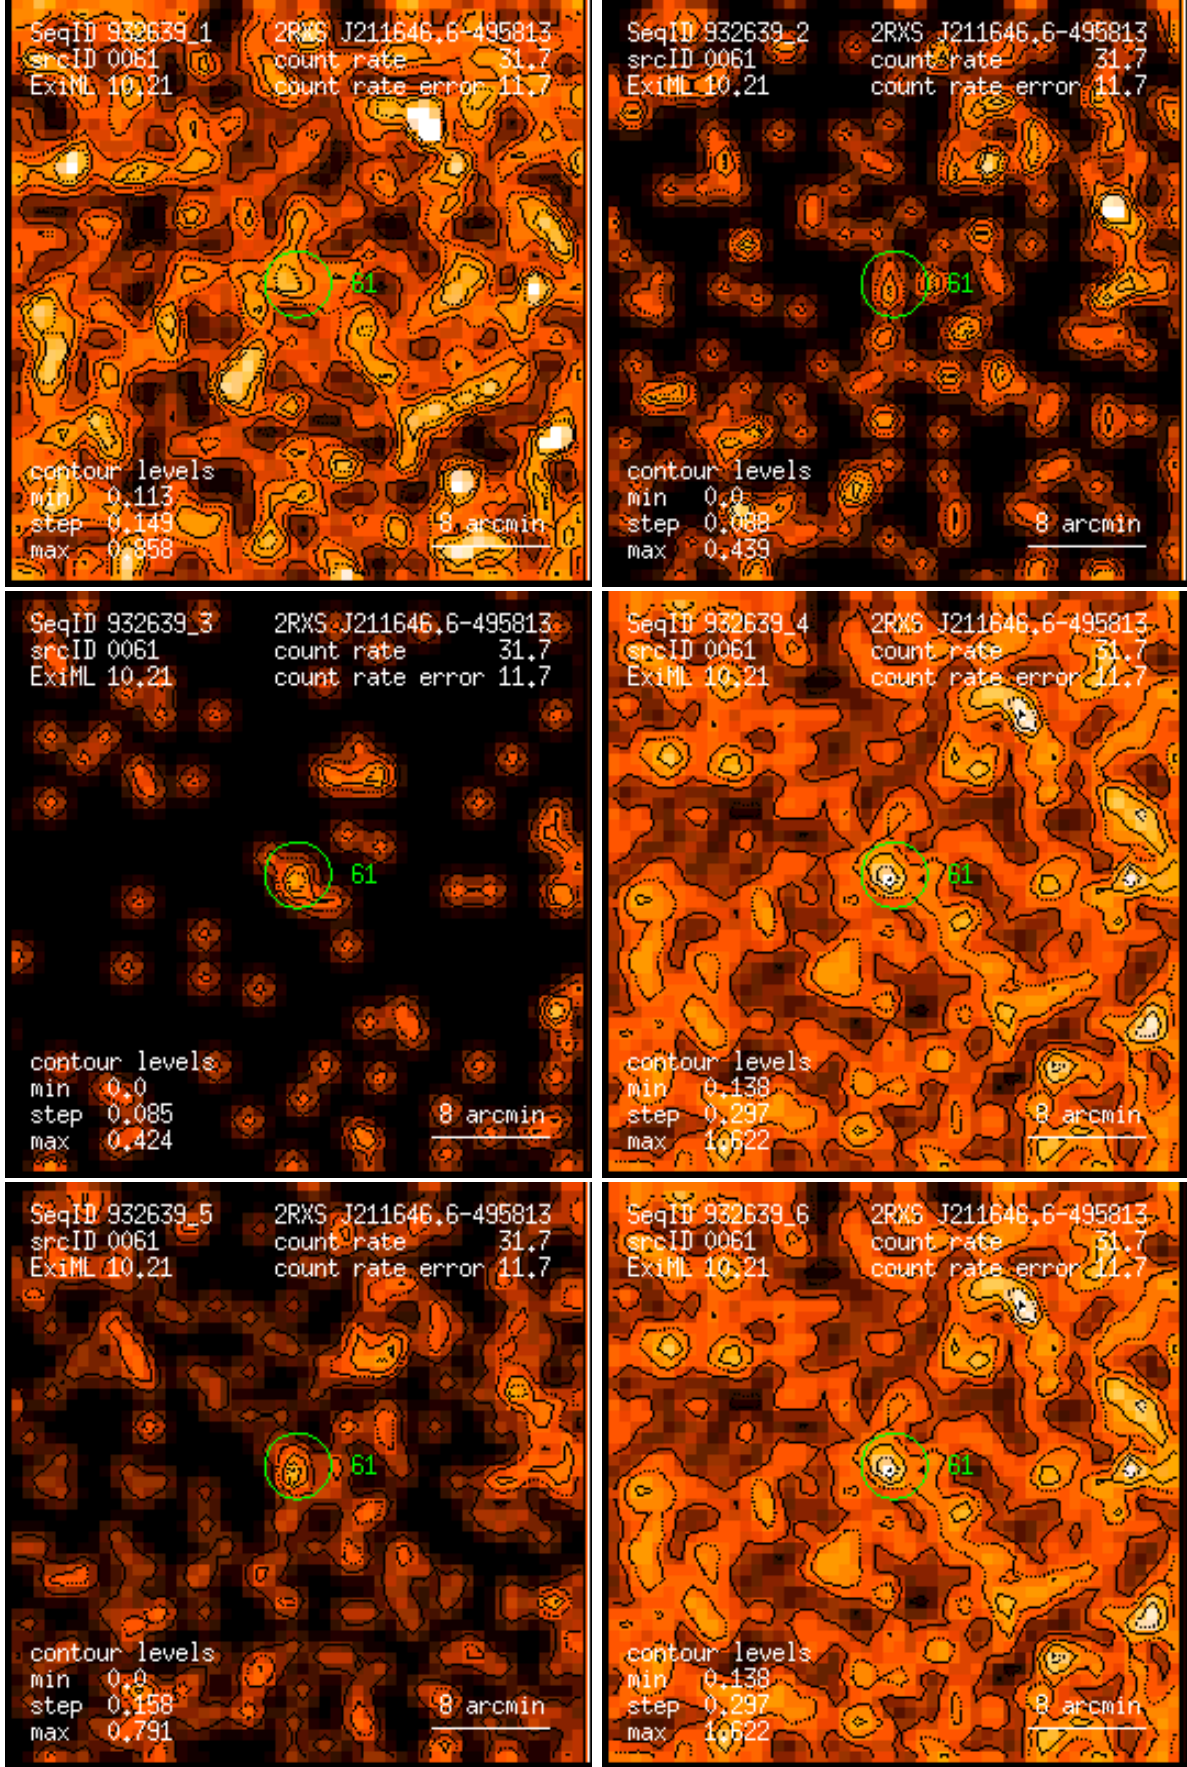 SeqID 932639_1 2RXS J211646.6-495813
srcID 0061 count rate 31.7
ExiML 10.21 count rate error 11.7
61
contour levels
min 0.113
step 0.149 8 arcmin
max 0.858
SeqID 932639_2 2RXS J211646.6-495813
srcID 0061 count rate 31.7
ExiML 10.21 count rate error 11.7
61
contour levels
min 0.0
step 0.088 8 arcmin
max 0.439
SeqID 932639_3 2RXS J211646.6-495813
srcID 0061 count rate 31.7
ExiML 10.21 count rate error 11.7
61
contour levels
min 0.0
step 0.085 8 arcmin
max 0.424
SeqID 932639_4 2RXS J211646.6-495813
srcID 0061 count rate 31.7
ExiML 10.21 count rate error 11.7
61
contour levels
min 0.138
step 0.297 8 arcmin
max 1.622
SeqID 932639_5 2RXS J211646.6-495813
srcID 0061 count rate 31.7
ExiML 10.21 count rate error 11.7
61
contour levels
min 0.0
step 0.158 8 arcmin
max 0.791
SeqID 932639_6 2RXS J211646.6-495813
srcID 0061 count rate 31.7
ExiML 10.21 count rate error 11.7
61
contour levels
min 0.138
step 0.297 8 arcmin
max 1.622